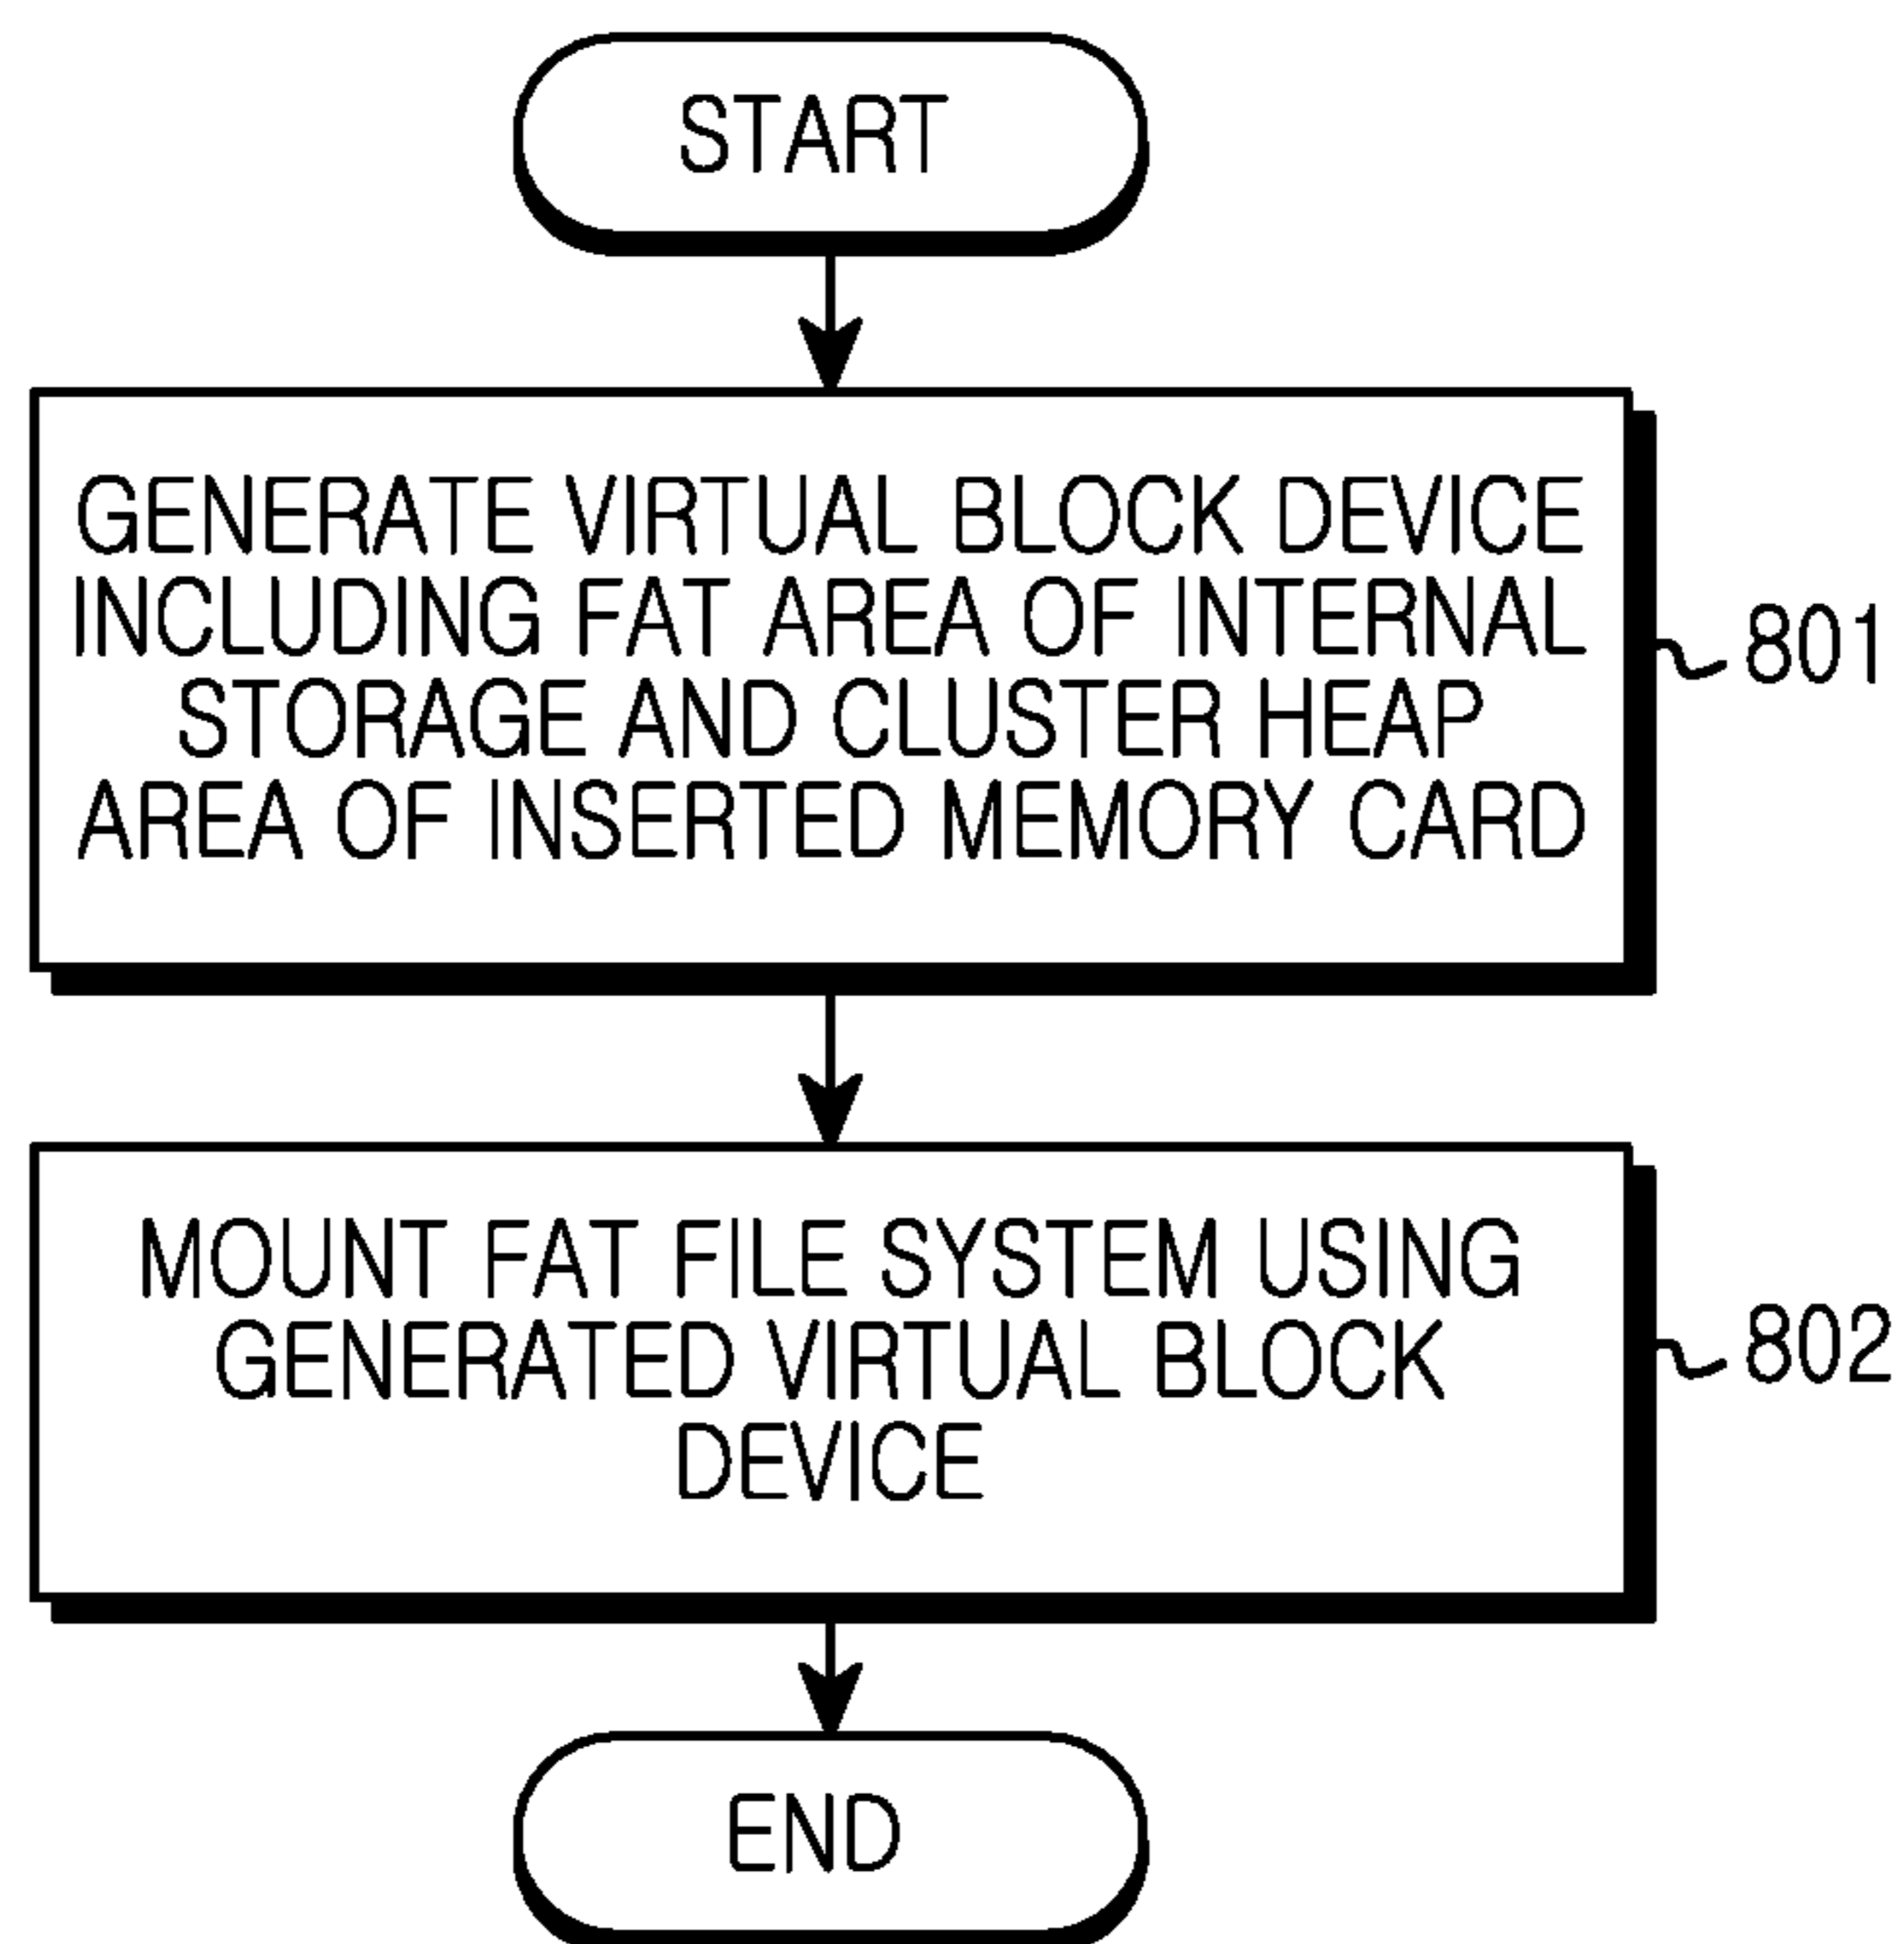 START
GENERATE VIRTUAL BLOCK DEVICE
INCLUDING FAT AREA OF INTERNAL
STORAGE AND CLUSTER HEAP
AREA OF INSERTED MEMORY CARD
801
MOUNT FAT FILE SYSTEM USING
GENERATED VIRTUAL BLOCK
DEVICE
802
END